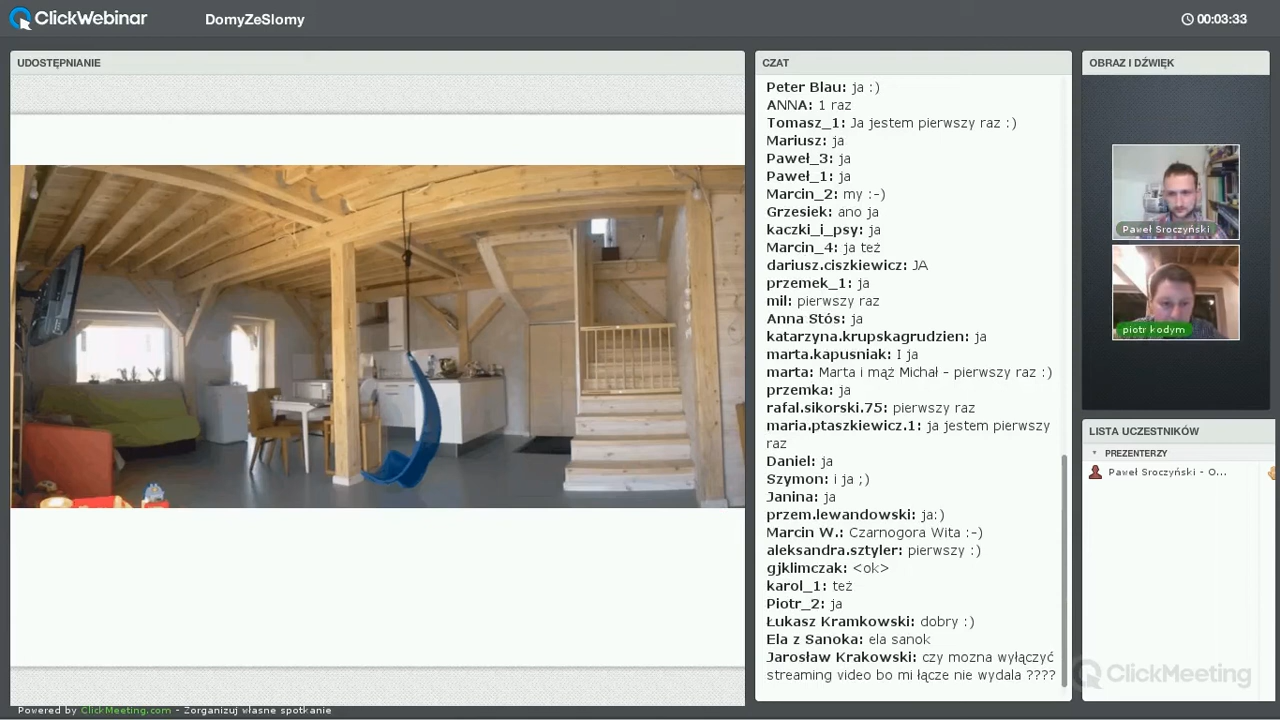 ClickWebinar
DomyZeSlomy
00:03:33
UDOSTĘPNIANIE
CZAT
Peter Blau: ja :)
ANNA: 1 raz
Tomasz_1: Ja jestem pierwszy raz :)
Mariusz: ja
Paweł_3: ja
Paweł_1: ja
Marcin_2: my :-)
Grzesiek: ano ja
kaczki_i_psy: ja
Marcin_4: ja też
dariusz.ciszkiewicz: JA
przemek_1: ja
mil: pierwszy raz
Anna Stós: ja
katarzyna.krupskagrudzien: ja
marta.kapusniak: I ja
marta: Marta i mąż Michał - pierwszy raz :)
przemka: ja
rafal.sikorski.75: pierwszy raz
maria.ptaszkiewicz.1: ja jestem pierwszy
raz
Daniel: ja
Szymon: i ja ;)
Janina: ja
przem.lewandowski: ja:)
Marcin W.: Czarnogora Wita :-)
aleksandra.sztyler: pierwszy :)
gjklimczak: <ok>
karol_1: też
Piotr_2: ja
Łukasz Kramkowski: dobry :)
Ela z Sanoka: ela sanok
Jarosław Krakowski: czy mozna wyłączyć
streaming video bo mi łącze nie wydala ????
OBRAZ I DŹWIĘK
Paweł Sroczyński
piotr kodym
LISTA UCZESTNIKÓW
PREZENTERZY
Paweł Sroczyński - O...
ClickMeeting
Powered by ClickMeeting.com - Zorganizuj własne spotkanie